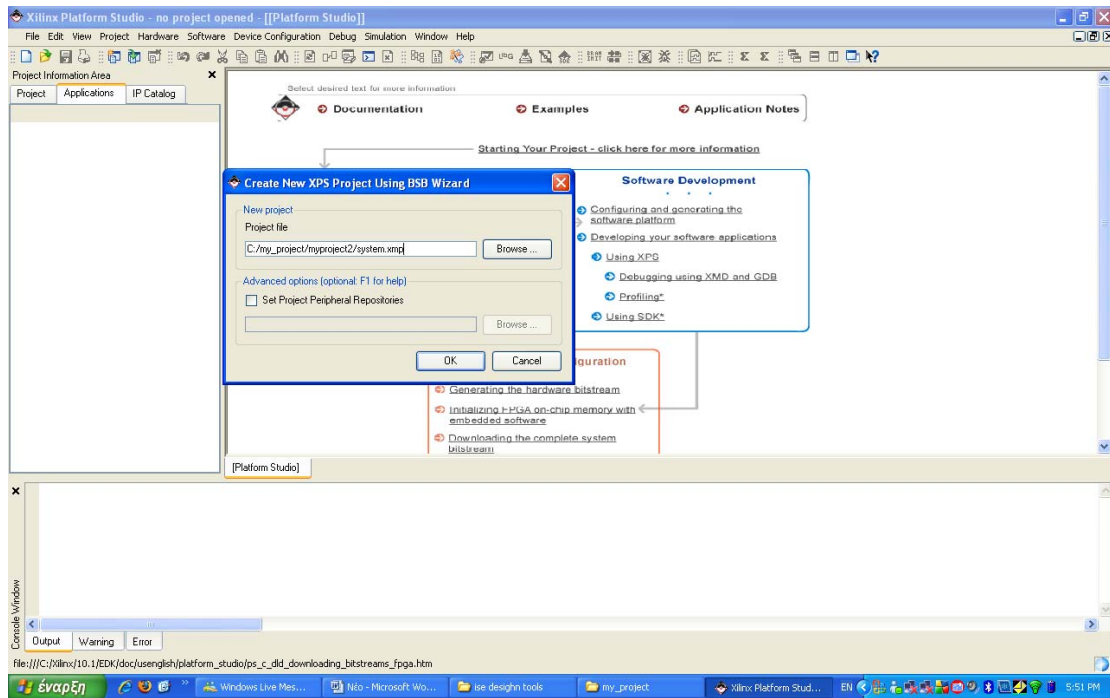 Xilinx Platform Studio - no project opened - [[Platform Studio]]
File Edit View Project Hardware Software Device Configuration Debug Simulation Window Help
Project Information Area
Project Applications IP Catalog
Select desired text for more information
Documentation Examples Application Notes
Starting Your Project - click here for more information
Create New XPS Project Using BSB Wizard
New project
Project file
C:/my_project/myproject2/system.xmp
Browse ...
Advanced options (optional: F1 for help)
Set Project Peripheral Repositories
Browse ...
OK Cancel
Software Development
Configuring and generating the
software platform
Developing your software applications
Using XPS
Debugging using XMD and GDB
Profiling*
Using SDK*
iguration
Generating the hardware bitstream
Initializing FPGA on-chip memory with
embedded software
Downloading the complete system
bitstream
[Platform Studio]
Console Window
Output Warning Error
file:///C:/Xilinx/10.1/EDK/doc/usenglish/platform_studio/ps_c_dld_downloading_bitstreams_fpga.htm
έναρξη
Windows Live Mes...
Νέο - Microsoft Wo...
ise desighn tools
my_project
Xilinx Platform Stud...
EN
5:51 PM